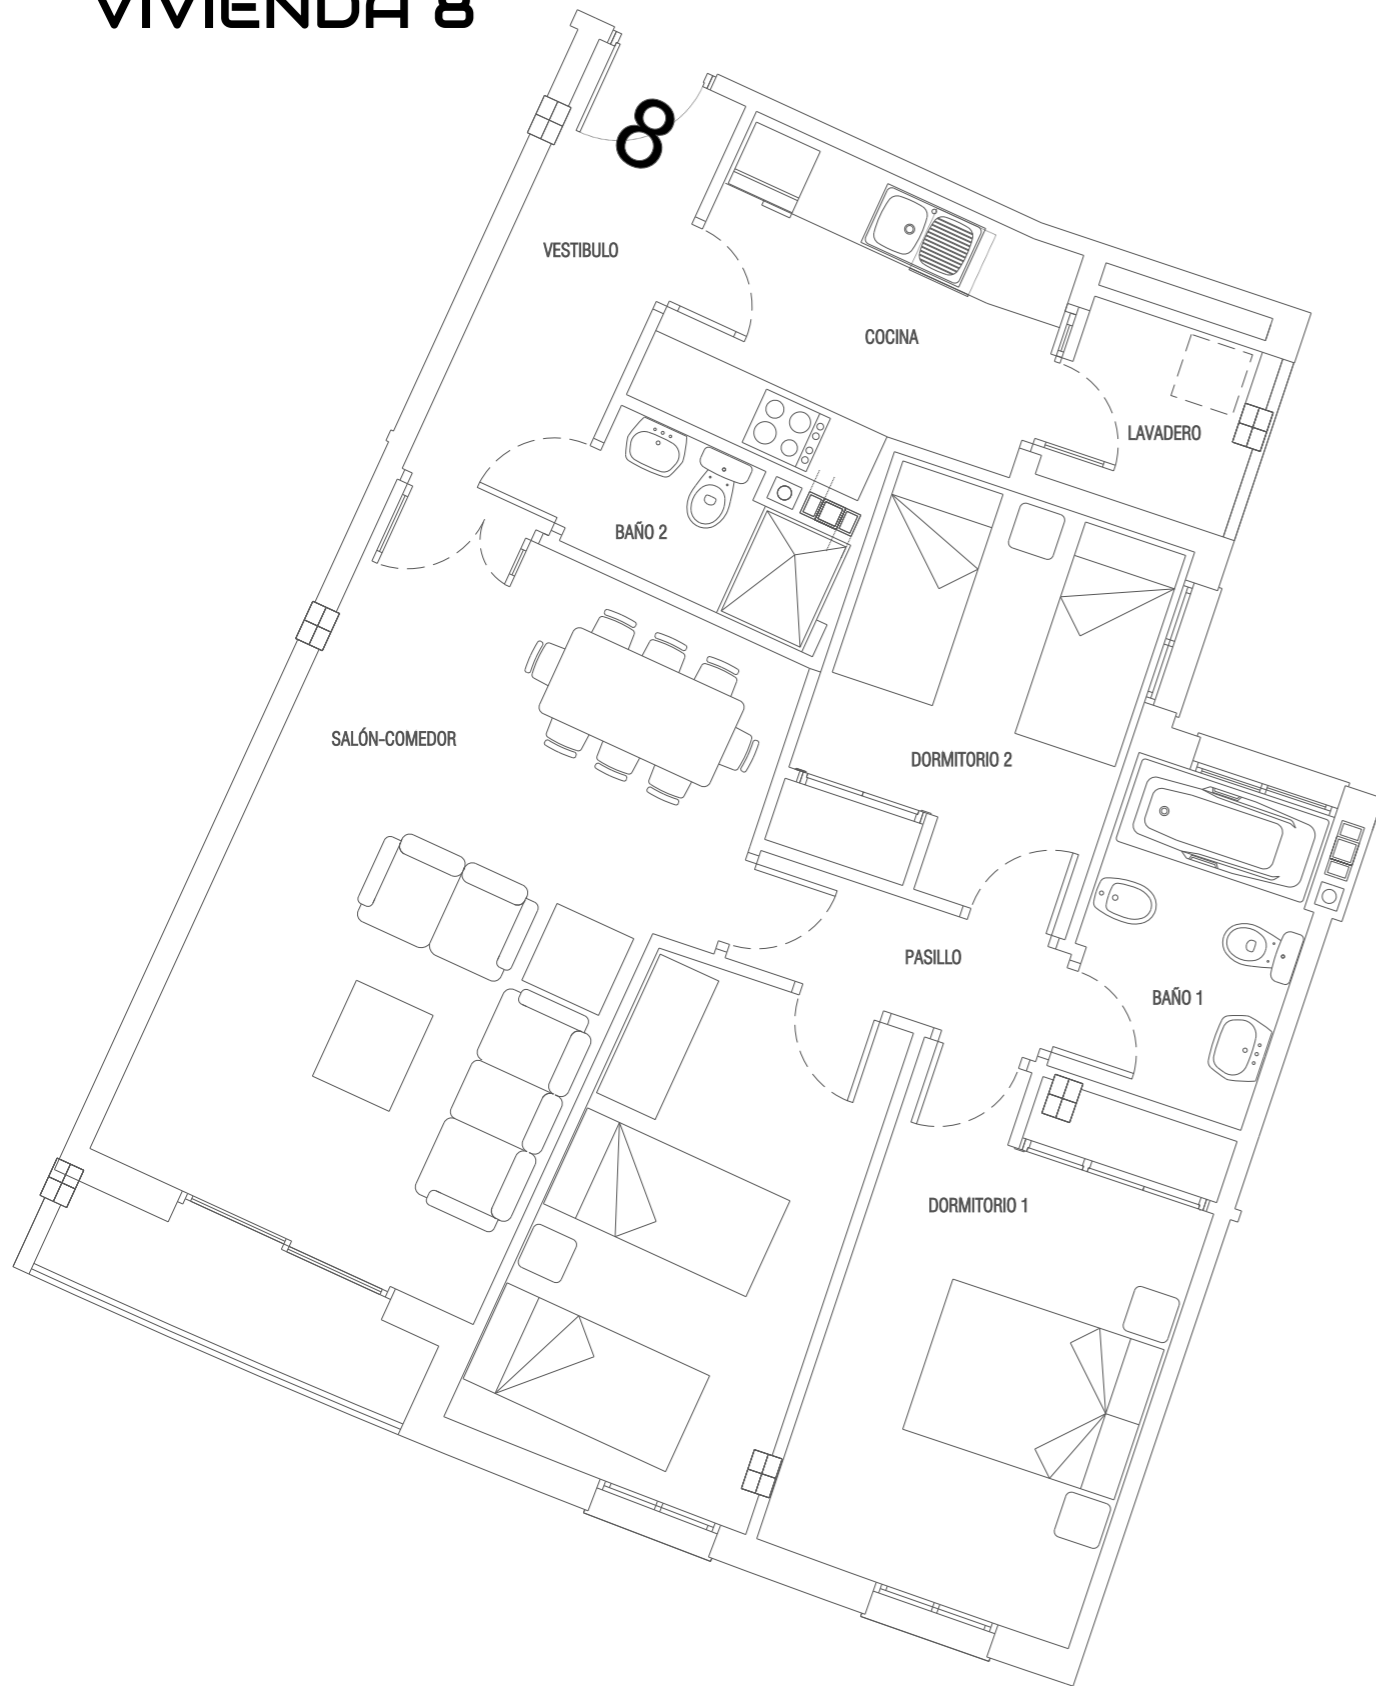 VIVIENDA 8
8
VESTIBULO
COCINA
LAVADERO
BAÑO 2
SALÓN-COMEDOR
DORMITORIO 2
PASILLO
BAÑO 1
DORMITORIO 1